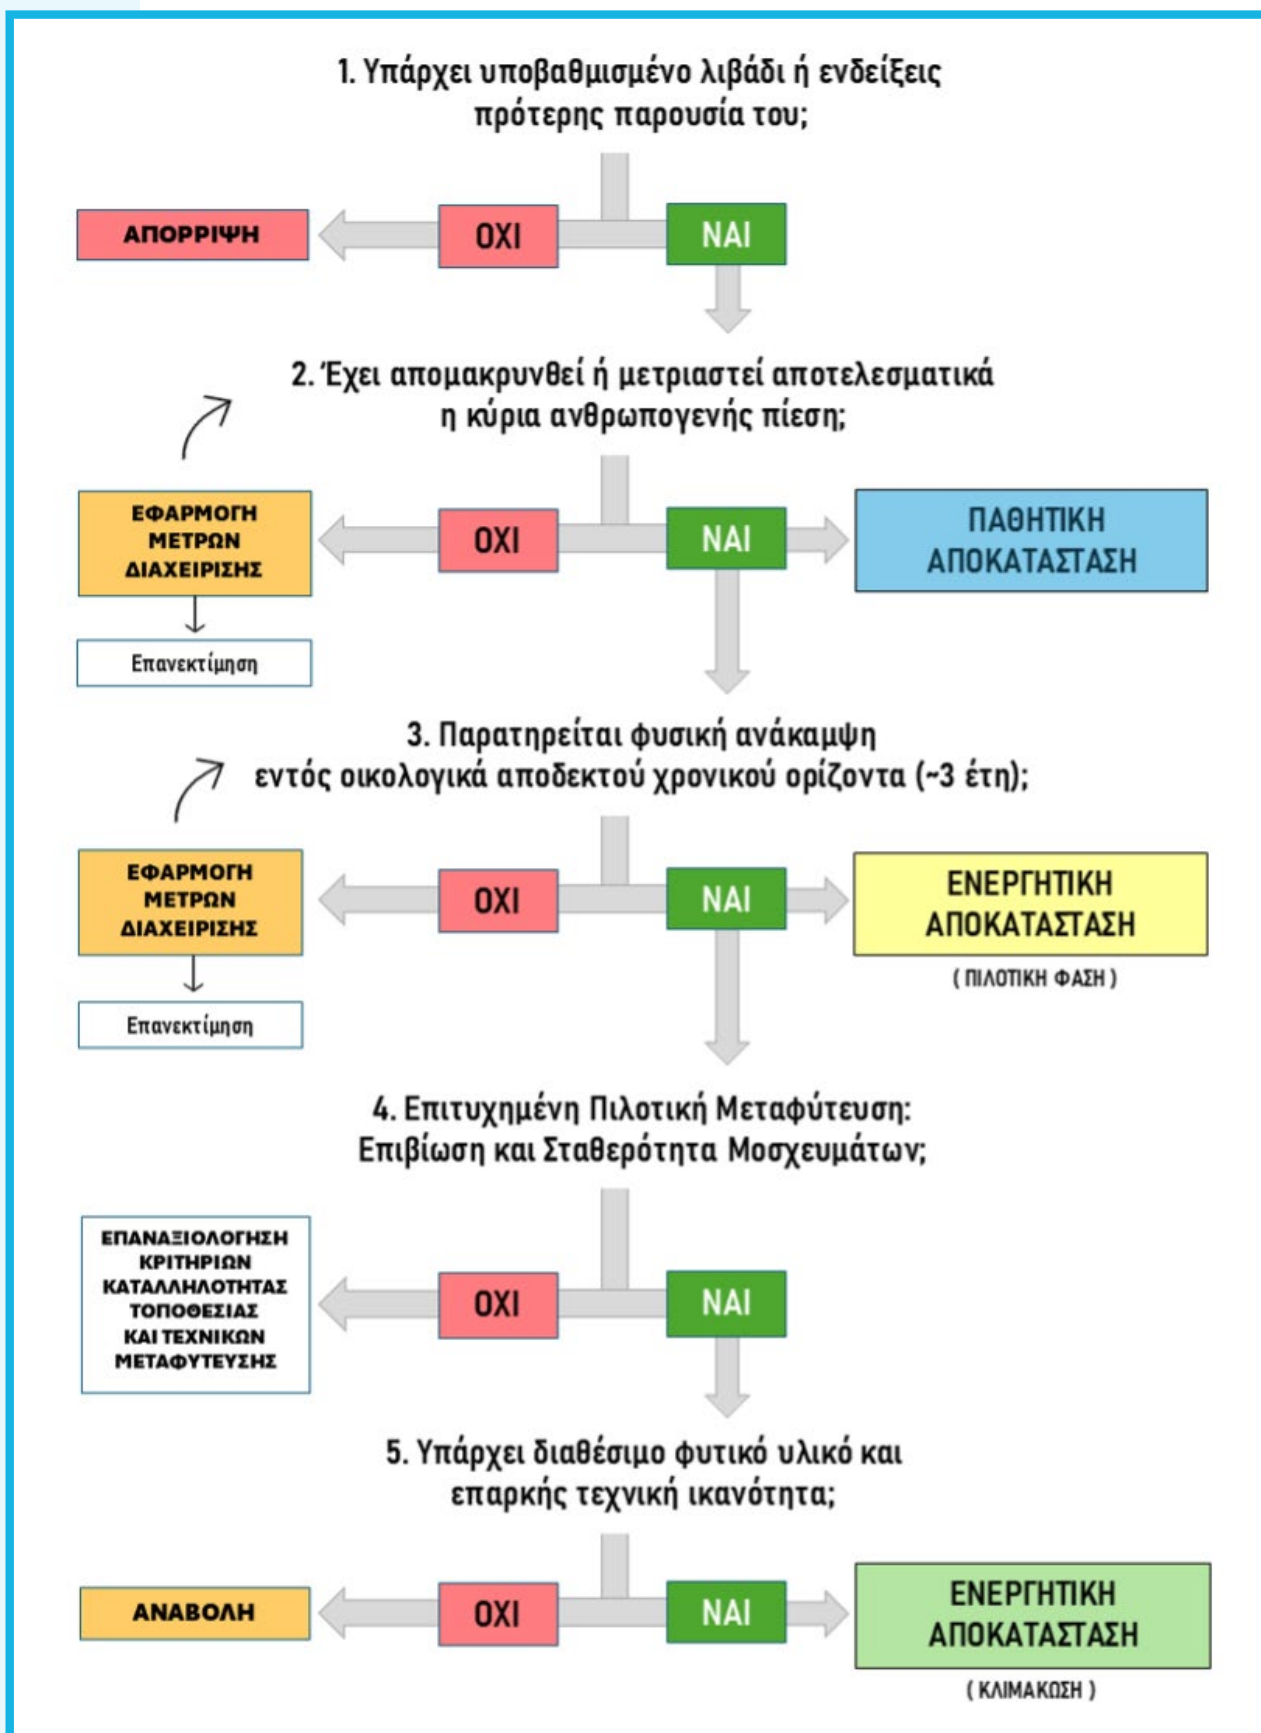 1. Υπάρχει υποβαθμισμένο λιβάδι ή ενδείξεις
πρότερης παρουσία του;
ΑΠΟΡΡΙΨΗ
ΟΧΙ
ΝΑΙ
2. Έχει απομακρυνθεί ή μετριαστεί αποτελεσματικά
η κύρια ανθρωπογενής πίεση;
ΕΦΑΡΜΟΓΗ
ΜΕΤΡΩΝ
ΔΙΑΧΕΙΡΙΣΗΣ
ΟΧΙ
ΝΑΙ
ΠΑΘΗΤΙΚΗ
ΑΠΟΚΑΤΑΣΤΑΣΗ
Επανεκτίμηση
3. Παρατηρείται φυσική ανάκαμψη
εντός οικολογικά αποδεκτού χρονικού ορίζοντα (~3 έτη);
ΕΦΑΡΜΟΓΗ
ΜΕΤΡΩΝ
ΔΙΑΧΕΙΡΙΣΗΣ
ΟΧΙ
ΝΑΙ
ΕΝΕΡΓΗΤΙΚΗ
ΑΠΟΚΑΤΑΣΤΑΣΗ
( ΠΙΛΟΤΙΚΗ ΦΑΣΗ )
Επανεκτίμηση
4. Επιτυχημένη Πιλοτική Μεταφύτευση:
Επιβίωση και Σταθερότητα Μοσχευμάτων;
ΕΠΑΝΑΞΙΟΛΟΓΗΣΗ
ΚΡΙΤΗΡΙΩΝ
ΚΑΤΑΛΛΗΛΟΤΗΤΑΣ
ΤΟΠΟΘΕΣΙΑΣ
ΚΑΙ ΤΕΧΝΙΚΩΝ
ΜΕΤΑΦΥΤΕΥΣΗΣ
ΟΧΙ
ΝΑΙ
5. Υπάρχει διαθέσιμο φυτικό υλικό και
επαρκής τεχνική ικανότητα;
ΑΝΑΒΟΛΗ
ΟΧΙ
ΝΑΙ
ΕΝΕΡΓΗΤΙΚΗ
ΑΠΟΚΑΤΑΣΤΑΣΗ
( ΚΛΙΜΑΚΩΣΗ )